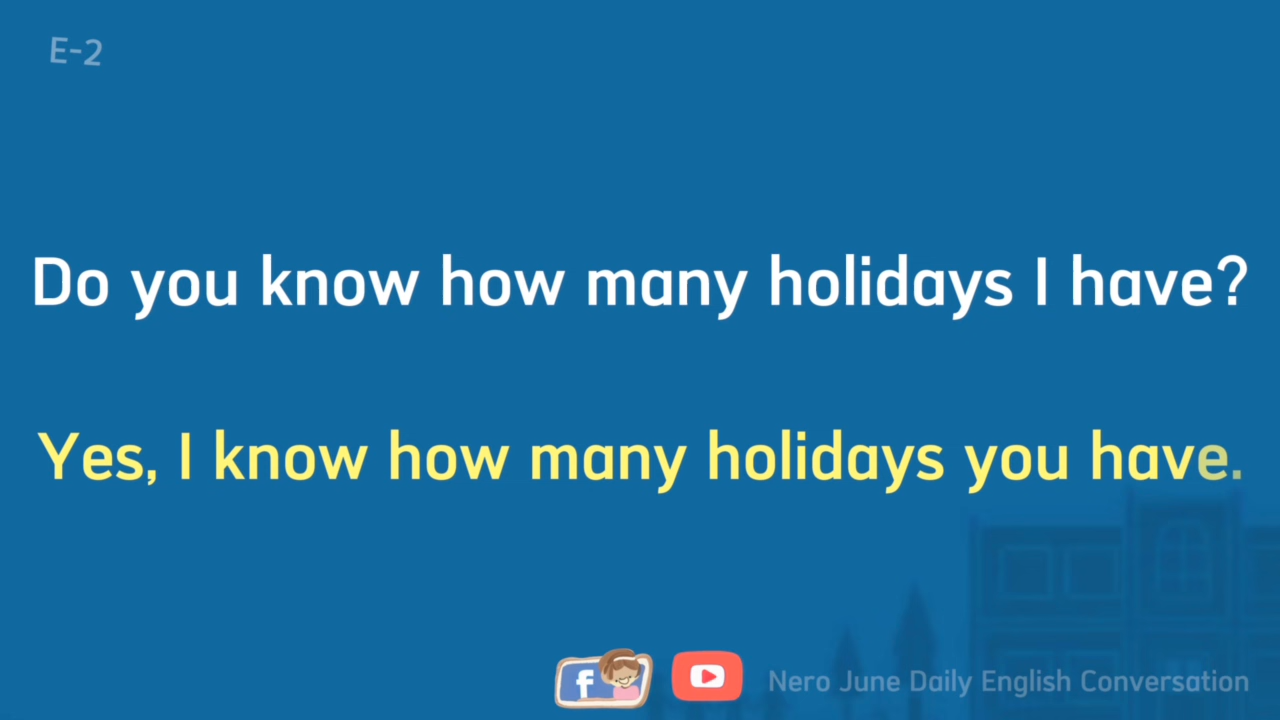 E-2
Do you know how many holidays I have?
Yes, I know how many holidays you have.
f
Nero June Daily English Conversation